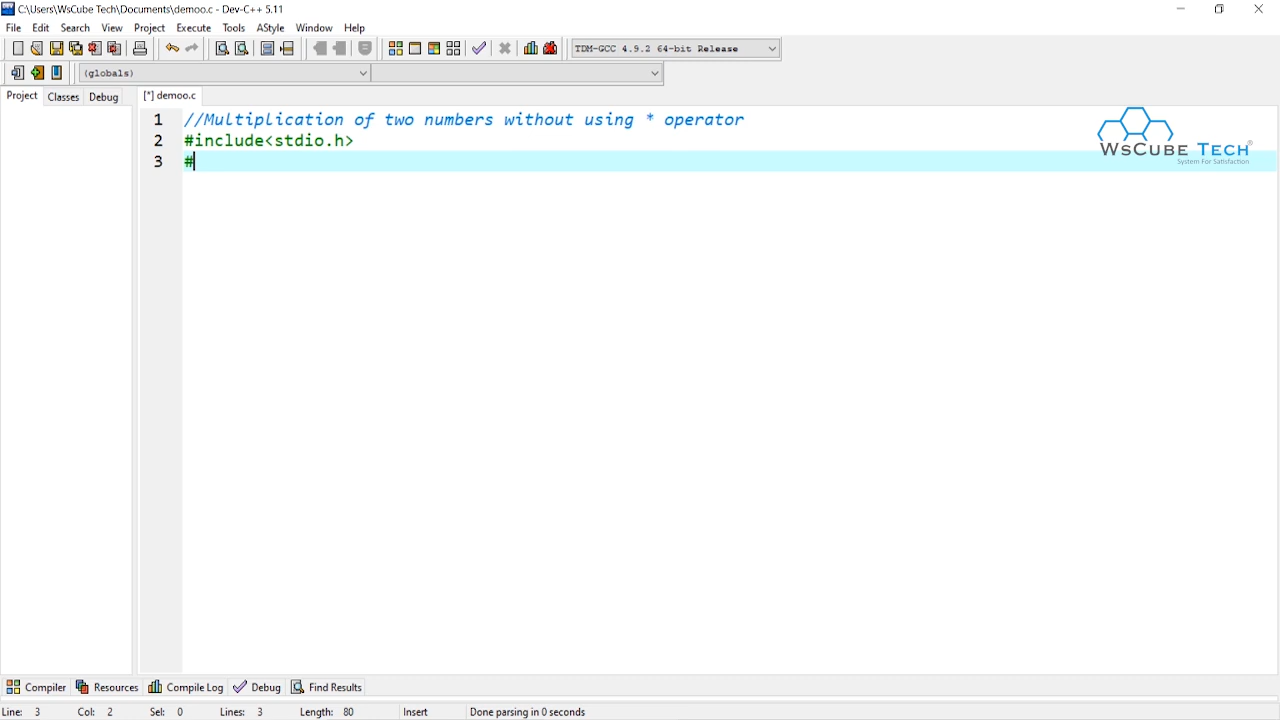 C:\Users\WsCube Tech\Documents\demoo.c - Dev-C++ 5.11
File Edit Search View Project Execute Tools AStyle Window Help
TDM-GCC 4.9.2 64-bit Release
(globals)
Project Classes Debug [*] demoo.c
1 //Multiplication of two numbers without using * operator
2 #include<stdio.h>
3 #
WSCUBE TECH®
System For Satisfaction
Compiler Resources Compile Log Debug Find Results
Line: 3 Col: 2 Sel: 0 Lines: 3 Length: 80 Insert Done parsing in 0 seconds